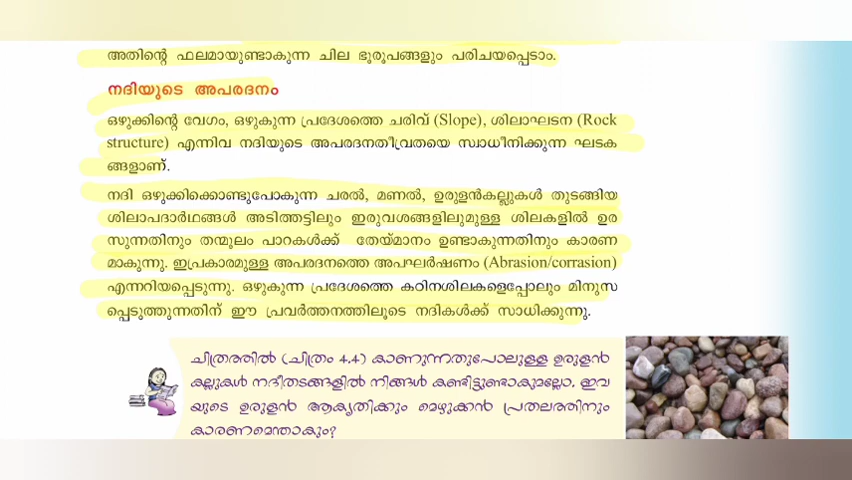 അതിന്റെ ഫലമായുണ്ടാകുന്ന ചില ഭൂരൂപങ്ങളും പരിചയപ്പെടാം.
നദിയുടെ അപരദനം
ഒഴുക്കിന്റെ വേഗം, ഒഴുകുന്ന പ്രദേശത്തെ ചരിവ് (Slope), ശിലാഘടന (Rock
structure) എന്നിവ നദിയുടെ അപരദനതീവ്രതയെ സ്വാധീനിക്കുന്ന ഘടക
ങ്ങളാണ്.
നദി ഒഴുക്കിക്കൊണ്ടുപോകുന്ന ചരൽ, മണൽ, ഉരുളൻകല്ലുകൾ തുടങ്ങിയ
ശിലാപദാർഥങ്ങൾ അടിത്തട്ടിലും ഇരുവശങ്ങളിലുമുള്ള ശിലകളിൽ ഉര
സുന്നതിനും തന്മൂലം പാറകൾക്ക് തേയ്മാനം ഉണ്ടാകുന്നതിനും കാരണ
മാകുന്നു. ഇപ്രകാരമുള്ള അപരദനത്തെ അപഘർഷണം (Abrasion/corrasion)
എന്നറിയപ്പെടുന്നു. ഒഴുകുന്ന പ്രദേശത്തെ കഠിനശിലകളെപ്പോലും മിനുസ
പ്പെടുത്തുന്നതിന് ഈ പ്രവർത്തനത്തിലൂടെ നദികൾക്ക് സാധിക്കുന്നു.
ചിത്രത്തിൽ (ചിത്രം 4.4) കാണുന്നതുപോലുള്ള ഉരുളൻ
കല്ലുകൾ നദീതടങ്ങളിൽ നിങ്ങൾ കണ്ടിട്ടുണ്ടാകുമല്ലോ. ഇവ
യുടെ ഉരുളൻ ആകൃതിക്കും മെഴുക്കൻ പ്രതലത്തിനും
കാരണമെന്താകും?